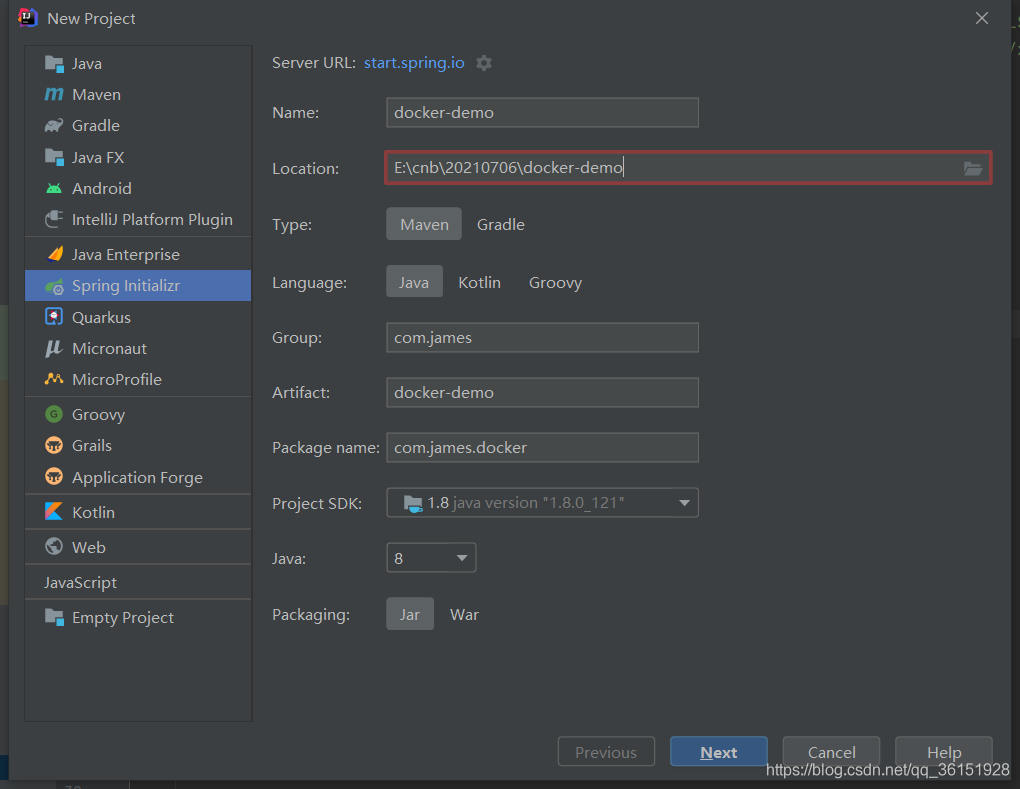 New Project
Java
Maven
Gradle
Java FX
Android
IntelliJ Platform Plugin
Java Enterprise
Spring Initializr
Quarkus
Micronaut
MicroProfile
Groovy
Grails
Application Forge
Kotlin
Web
JavaScript
Empty Project
Server URL: start.spring.io
Name: docker-demo
Location: E:\cnb\20210706\docker-demo
Type: Maven Gradle
Language: Java Kotlin Groovy
Group: com.james
Artifact: docker-demo
Package name: com.james.docker
Project SDK: 1.8 java version "1.8.0_121"
Java: 8
Packaging: Jar War
Previous Next Cancel Help
https://blog.csdn.net/qq_36151928